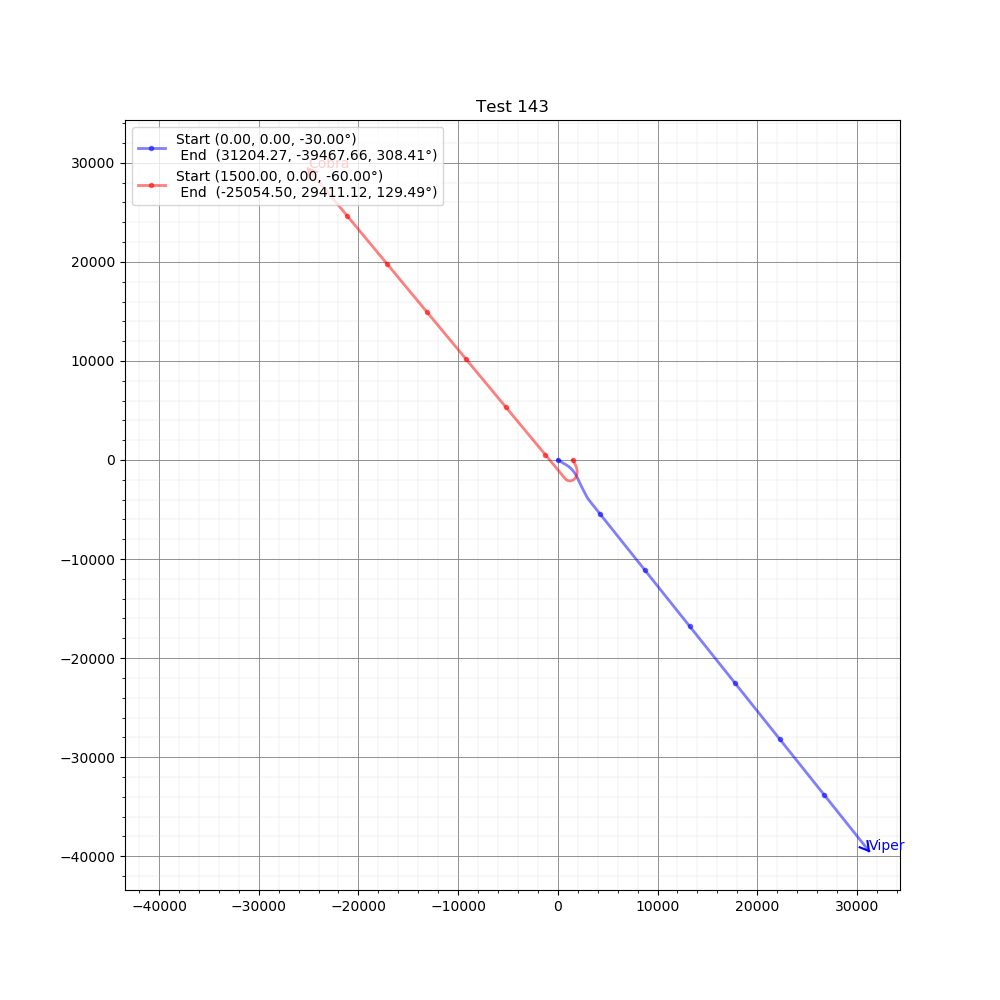 Test 143
Start (0.00, 0.00, -30.00°)
End  (31204.27, -39467.66, 308.41°)
Start (1500.00, 0.00, -60.00°)
End  (-25054.50, 29411.12, 129.49°)
Cobra
30000
20000
10000
0
−10000
−20000
−30000
−40000
Viper
−40000 −30000 −20000 −10000 0 10000 20000 30000